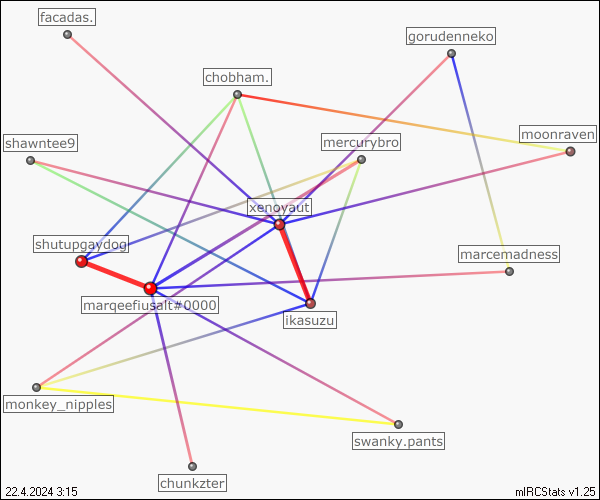 facadas.
gorudenneko
chobham.
moonraven
mercurybro
shawntee9
xenoyaut
shutupgaydog
marcemadness
marqeefiusalt#0000
ikasuzu
monkey_nipples
swanky.pants
chunkzter
22.4.2024 3:15
mIRCStats v1.25